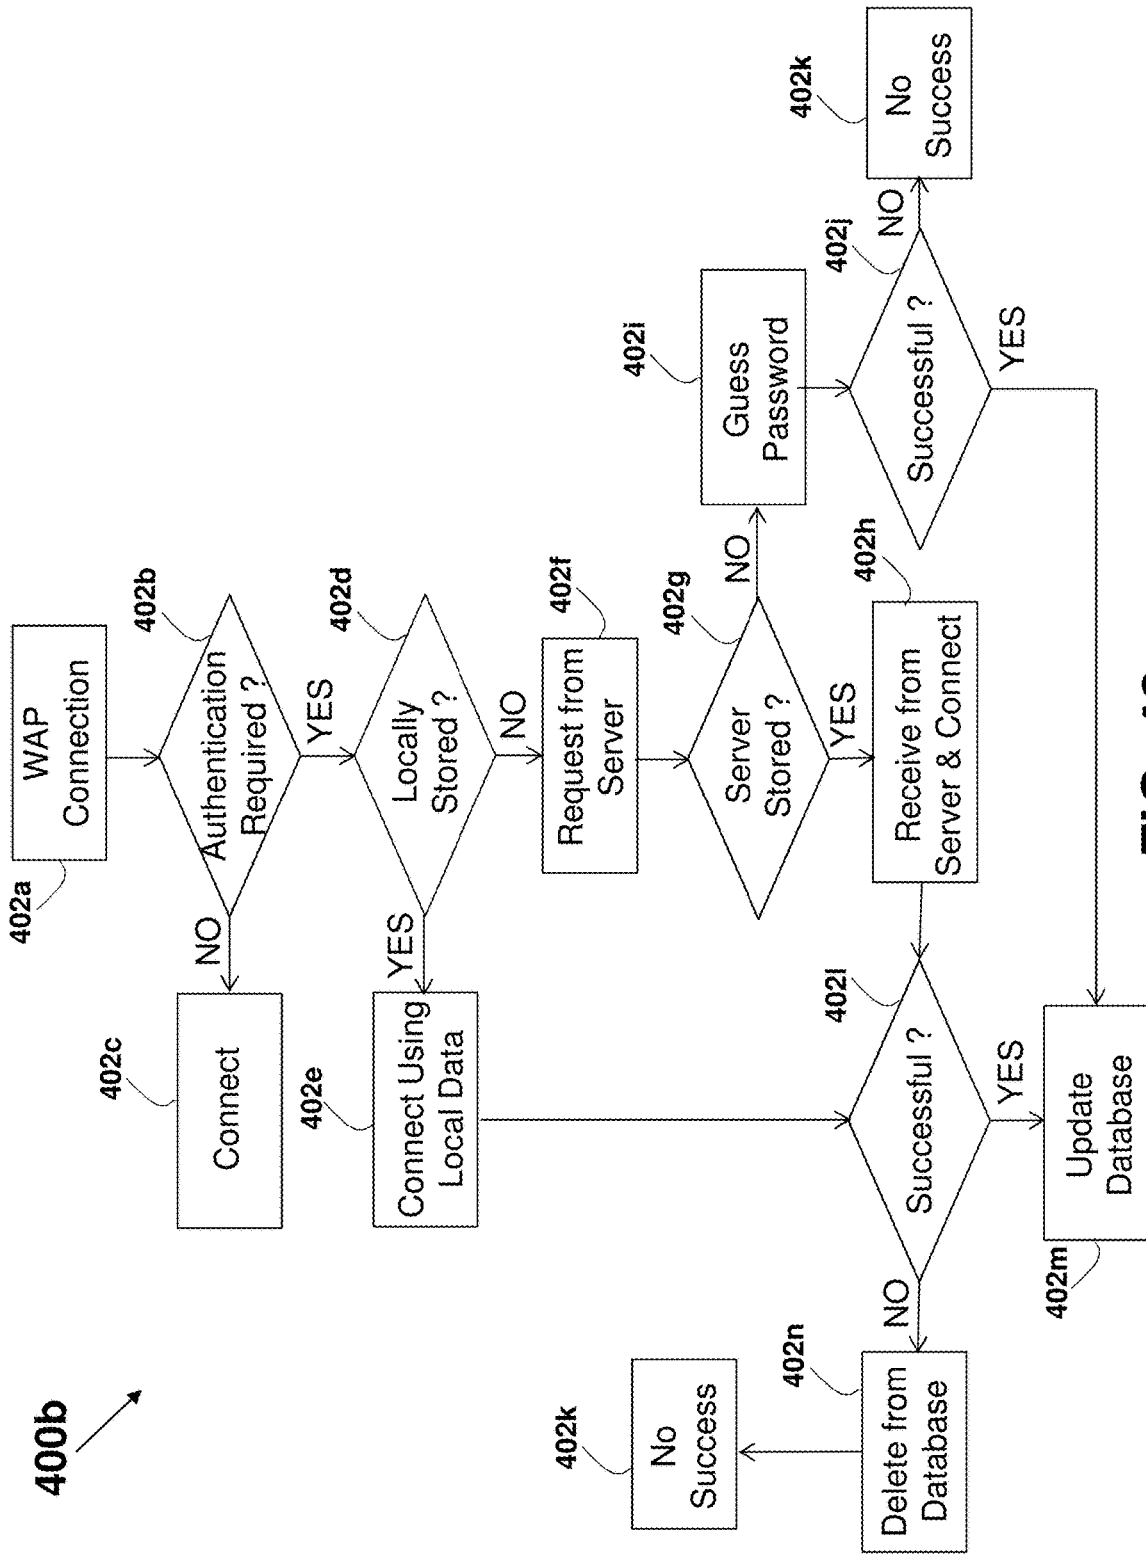 400b
402a
WAP
Connection
402b
Authentication
Required ?
NO
YES
402c
Connect
402d
Locally
Stored ?
YES
NO
402e
Connect Using
Local Data
402f
Request from
Server
402g
Server
Stored ?
NO
YES
402i
Guess
Password
402h
Receive from
Server & Connect
402j
Successful ?
NO
YES
402k
No
Success
402l
Successful ?
NO
YES
402m
Update
Database
402n
Delete from
Database
402k
No
Success